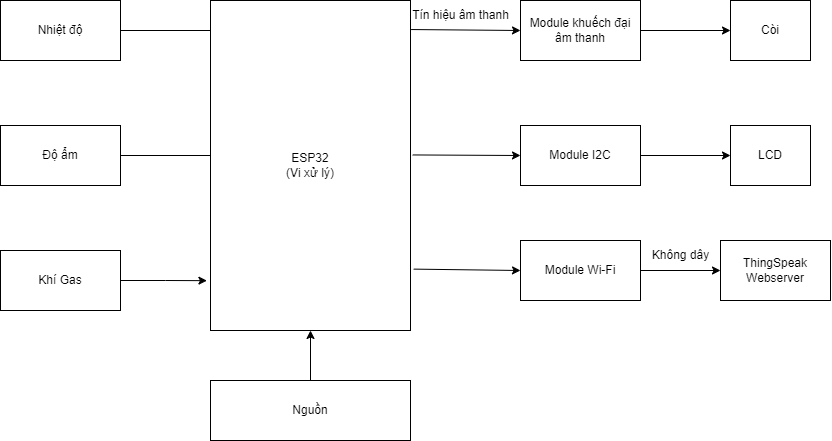 Nhiệt độ
Tín hiệu âm thanh
Module khuếch đại
âm thanh
Còi
Độ ẩm
ESP32
(Vi xử lý)
Module I2C
LCD
Khí Gas
Module Wi-Fi
Không dây
ThingSpeak
Webserver
Nguồn